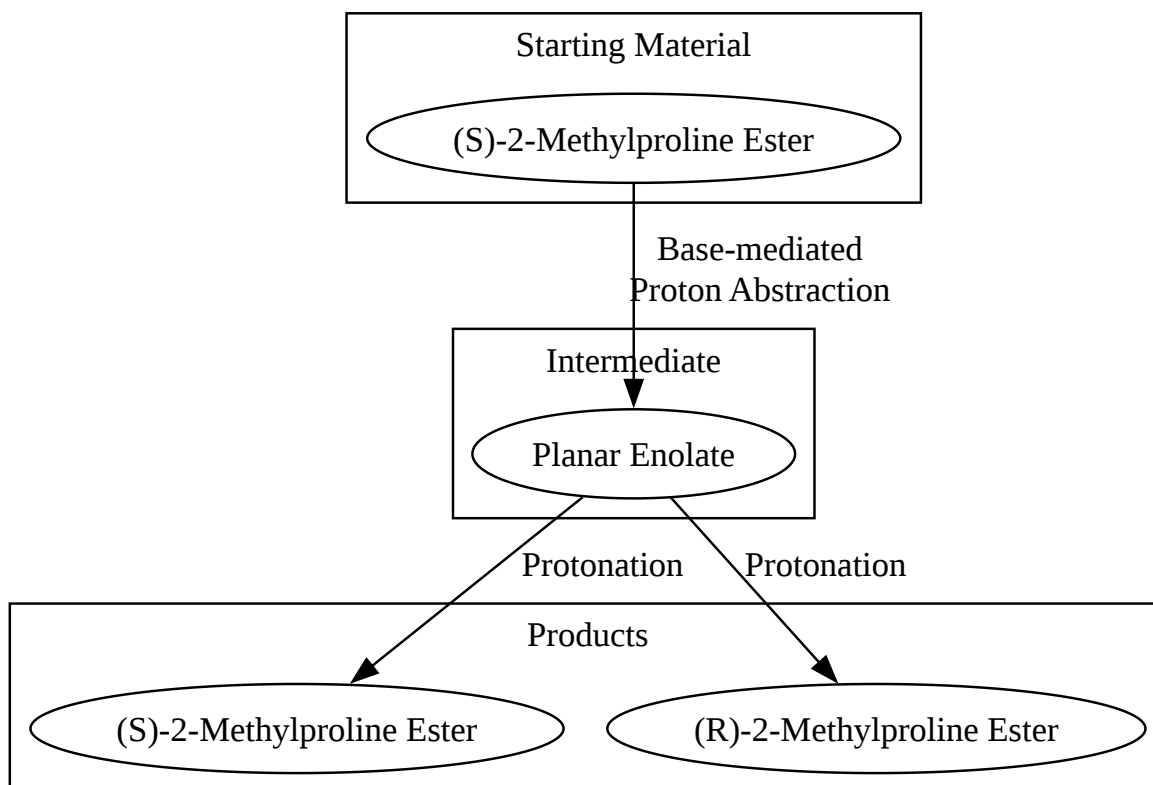 Starting Material
(S)-2-Methylproline Ester
Base-mediated
Proton Abstraction
Intermediate
Planar Enolate
Protonation
Protonation
Products
(S)-2-Methylproline Ester
(R)-2-Methylproline Ester